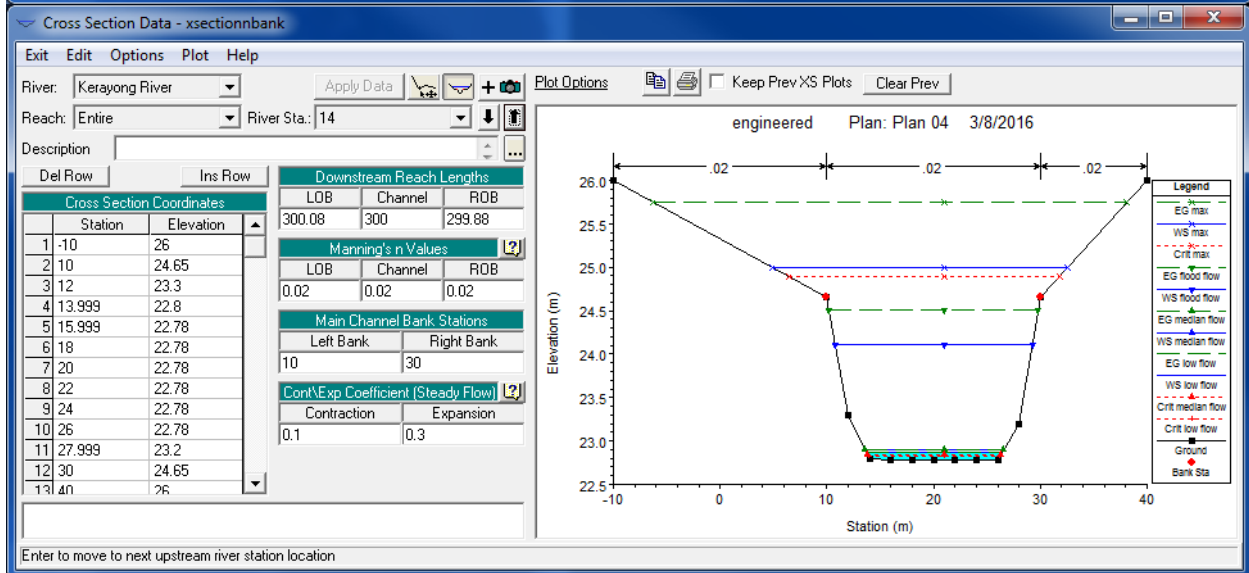 Cross Section Data - xsectionnbank
Exit Edit Options Plot Help
River: Kerayong River Apply Data + Plot Options Keep Prev XS Plots Clear Prev
Reach: Entire River Sta.: 14
Description ...
Del Row Ins Row
Cross Section Coordinates
Station Elevation
1 -10 26
2 10 24.65
3 12 23.3
4 13.999 22.8
5 15.999 22.78
6 18 22.78
7 20 22.78
8 22 22.78
9 24 22.78
10 26 22.78
11 27.999 23.2
12 30 24.65
13 40 26
Downstream Reach Lengths
LOB Channel ROB
300.08 300 299.88
Manning's n Values
LOB Channel ROB
0.02 0.02 0.02
Main Channel Bank Stations
Left Bank Right Bank
10 30
Cont\Exp Coefficient (Steady Flow)
Contraction Expansion
0.1 0.3
engineered Plan: Plan 04 3/8/2016
.02 .02 .02
26.0
25.5
25.0
24.5
24.0
23.5
23.0
22.5
Elevation (m)
-10 0 10 20 30 40
Station (m)
Legend
EG max
WS max
Crit max
EG flood flow
WS flood flow
EG median flow
WS median flow
EG low flow
WS low flow
Crit median flow
Crit low flow
Ground
Bank Sta
Enter to move to next upstream river station location